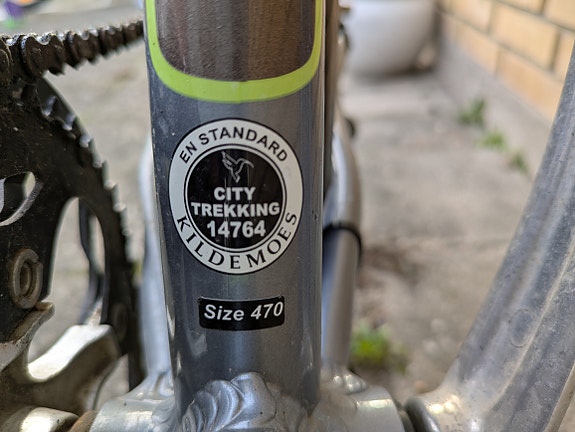 EN STANDARD
CITY
TREKKING
14764
KILDEMOES
Size 470